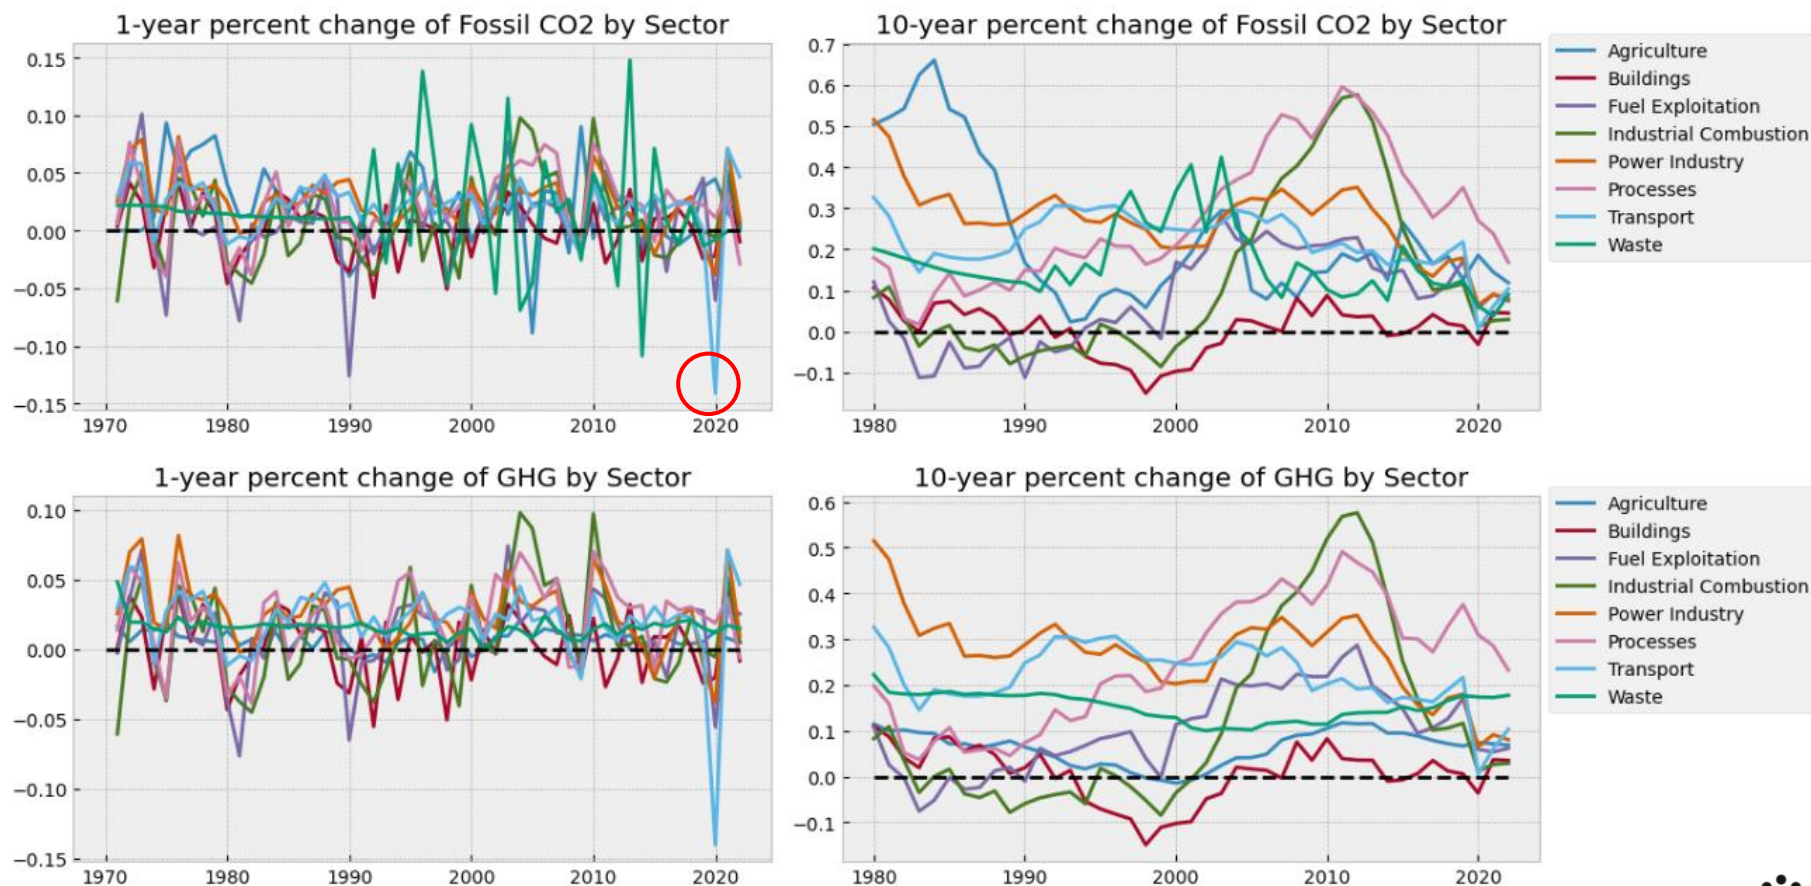 1-year percent change of Fossil CO2 by Sector
0.15
0.10
0.05
0.00
−0.05
−0.10
−0.15
1970 1980 1990 2000 2010 2020
10-year percent change of Fossil CO2 by Sector
0.7
0.6
0.5
0.4
0.3
0.2
0.1
0.0
−0.1
1980 1990 2000 2010 2020
Agriculture
Buildings
Fuel Exploitation
Industrial Combustion
Power Industry
Processes
Transport
Waste
1-year percent change of GHG by Sector
0.10
0.05
0.00
−0.05
−0.10
−0.15
1970 1980 1990 2000 2010 2020
10-year percent change of GHG by Sector
0.6
0.5
0.4
0.3
0.2
0.1
0.0
−0.1
1980 1990 2000 2010 2020
Agriculture
Buildings
Fuel Exploitation
Industrial Combustion
Power Industry
Processes
Transport
Waste